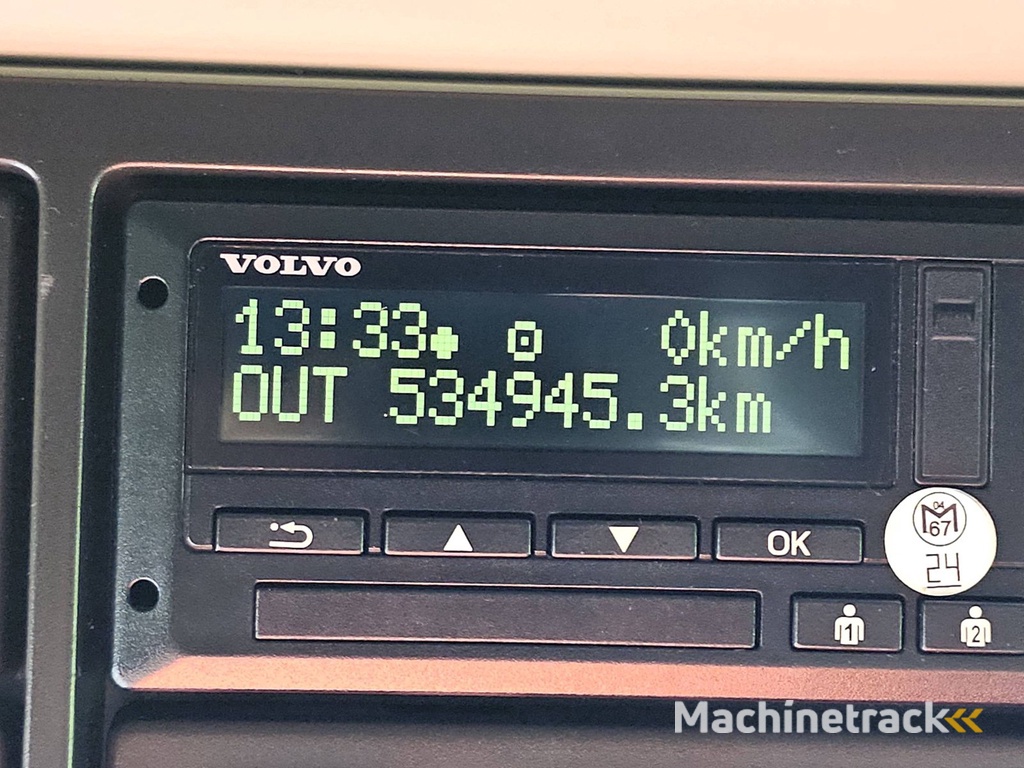 VOLVO
13:33 0km/h
OUT 534945.3km
OK
04
M
67
24
1
2
Machinetrack